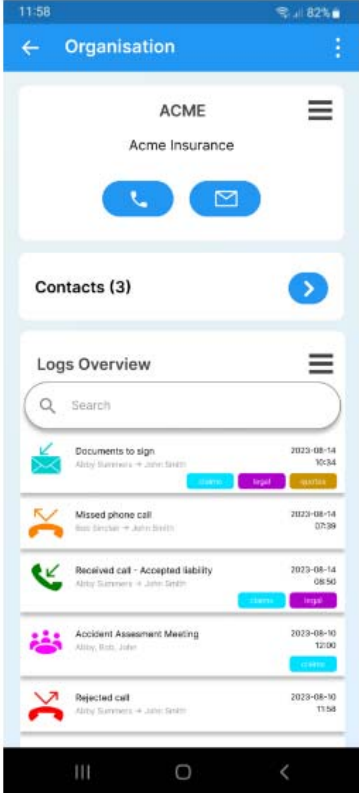 11:58
82%
Organisation
ACME
Acme Insurance
Contacts (3)
Logs Overview
Search
Documents to sign
2023-08-14
Abby Summers → John Smith
10:34
claims legal quotes
Missed phone call
2023-08-14
Bob Sinclair → John Smith
07:39
Received call - Accepted liability
2023-08-14
Abby Summers → John Smith
08:50
claims legal
Accident Assesment Meeting
2023-08-10
Abby, Bob, John
12:00
claims
Rejected call
2023-08-10
Abby Summers → John Smith
11:58